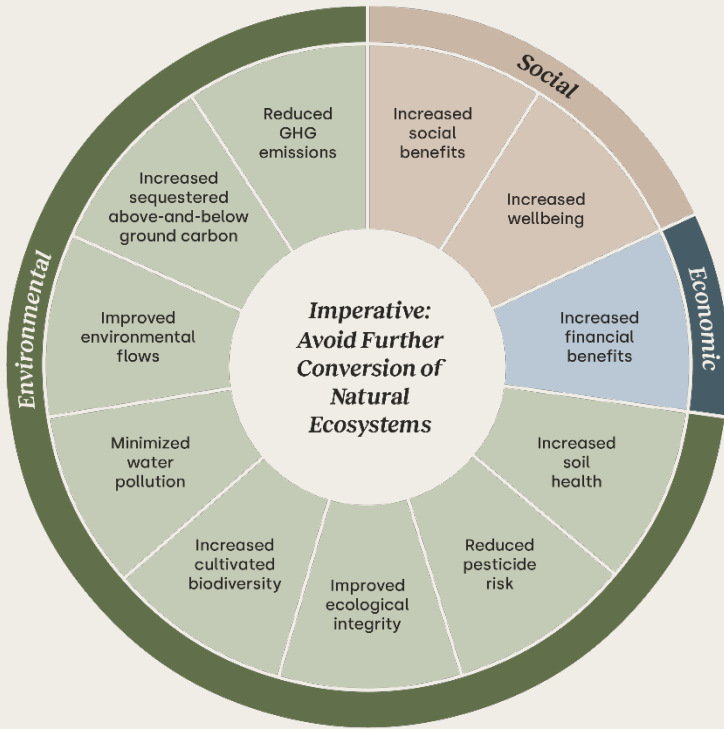 Social
Economic
Environmental
Increased
social
benefits
Increased
wellbeing
Increased
financial
benefits
Increased
soil
health
Reduced
pesticide
risk
Improved
ecological
integrity
Increased
cultivated
biodiversity
Minimized
water
pollution
Improved
environmental
flows
Increased
sequestered
above-and-below
ground carbon
Reduced
GHG
emissions
Imperative:
Avoid Further
Conversion of
Natural
Ecosystems